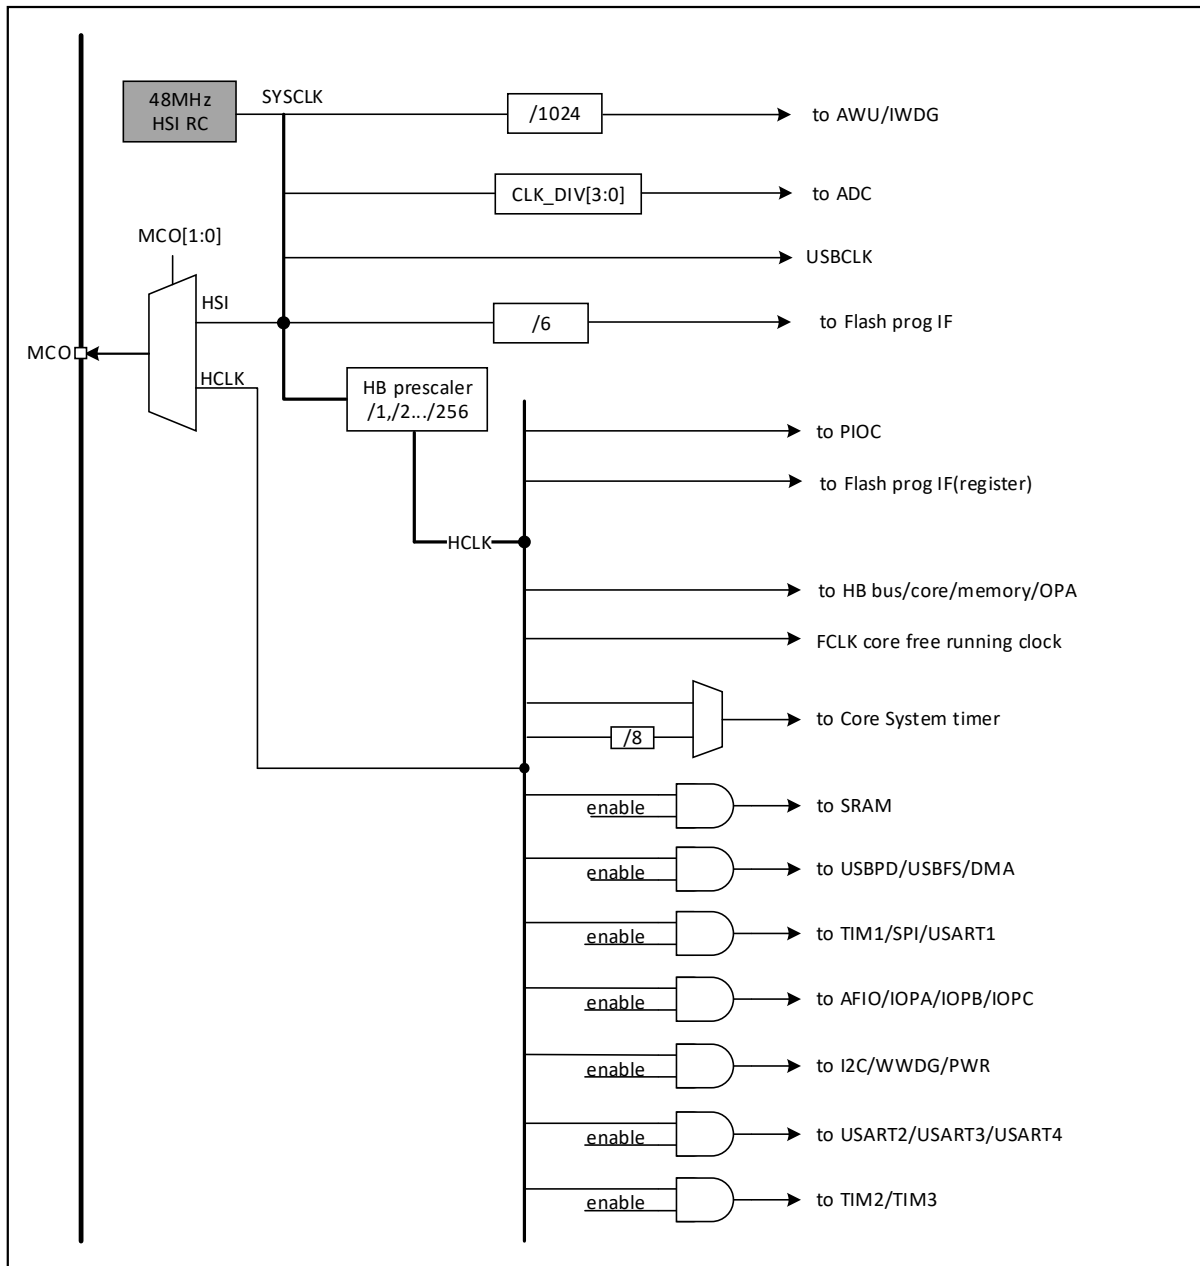 48MHz
HSI RC
SYSCLK
/1024
to AWU/IWDG
CLK_DIV[3:0]
to ADC
MCO[1:0]
USBCLK
HSI
/6
to Flash prog IF
MCO
HCLK
HB prescaler
/1,/2.../256
to PIOC
to Flash prog IF(register)
HCLK
to HB bus/core/memory/OPA
FCLK core free running clock
to Core System timer
/8
enable
to SRAM
enable
to USBPD/USBFS/DMA
enable
to TIM1/SPI/USART1
enable
to AFIO/IOPA/IOPB/IOPC
enable
to I2C/WWDG/PWR
enable
to USART2/USART3/USART4
enable
to TIM2/TIM3